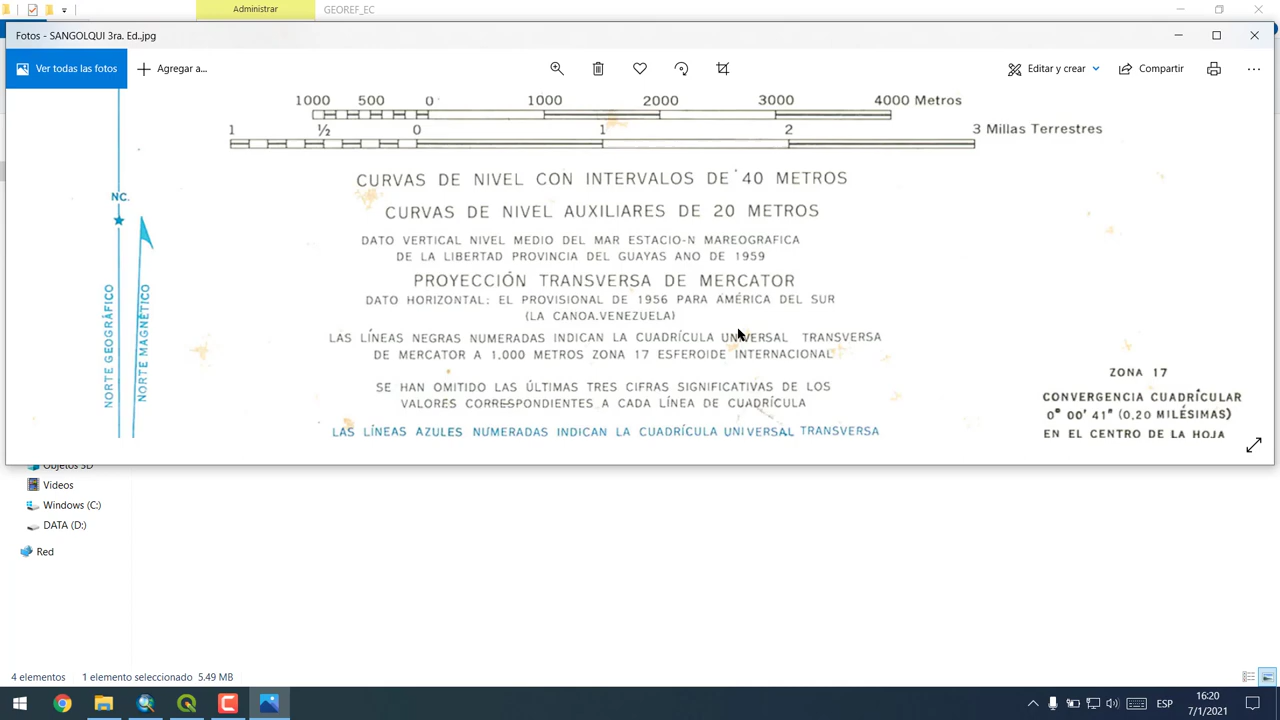 Administrar
GEOREF_EC
Fotos - SANGOLQUI 3ra. Ed..jpg
Ver todas las fotos
Agregar a...
Editar y crear
Compartir
1000 500 0 1000 2000 3000 4000 Metros
1 ½ 0 1 2 3 Millas Terrestres
CURVAS DE NIVEL CON INTERVALOS DE 40 METROS
CURVAS DE NIVEL AUXILIARES DE 20 METROS
DATO VERTICAL NIVEL MEDIO DEL MAR ESTACIO-N MAREOGRAFICA
DE LA LIBERTAD PROVINCIA DEL GUAYAS ANO DE 1959
PROYECCIÓN TRANSVERSA DE MERCATOR
DATO HORIZONTAL: EL PROVISIONAL DE 1956 PARA AMÉRICA DEL SUR
(LA CANOA.VENEZUELA)
LAS LÍNEAS NEGRAS NUMERADAS INDICAN LA CUADRÍCULA UNIVERSAL TRANSVERSA
DE MERCATOR A 1,000 METROS ZONA 17 ESFEROIDE INTERNACIONAL
SE HAN OMITIDO LAS ÚLTIMAS TRES CIFRAS SIGNIFICATIVAS DE LOS
VALORES CORRESPONDIENTES A CADA LÍNEA DE CUADRÍCULA
LAS LÍNEAS AZULES NUMERADAS INDICAN LA CUADRÍCULA UNIVERSAL TRANSVERSA
NC.
NORTE GEOGRÁFICO
NORTE MAGNÉTICO
ZONA 17
CONVERGENCIA CUADRÍCULAR
0° 00' 41" (0,20 MILÉSIMAS)
EN EL CENTRO DE LA HOJA
Objetos 3D
Videos
Windows (C:)
DATA (D:)
Red
4 elementos
1 elemento seleccionado 5.49 MB
ESP
16:20
7/1/2021